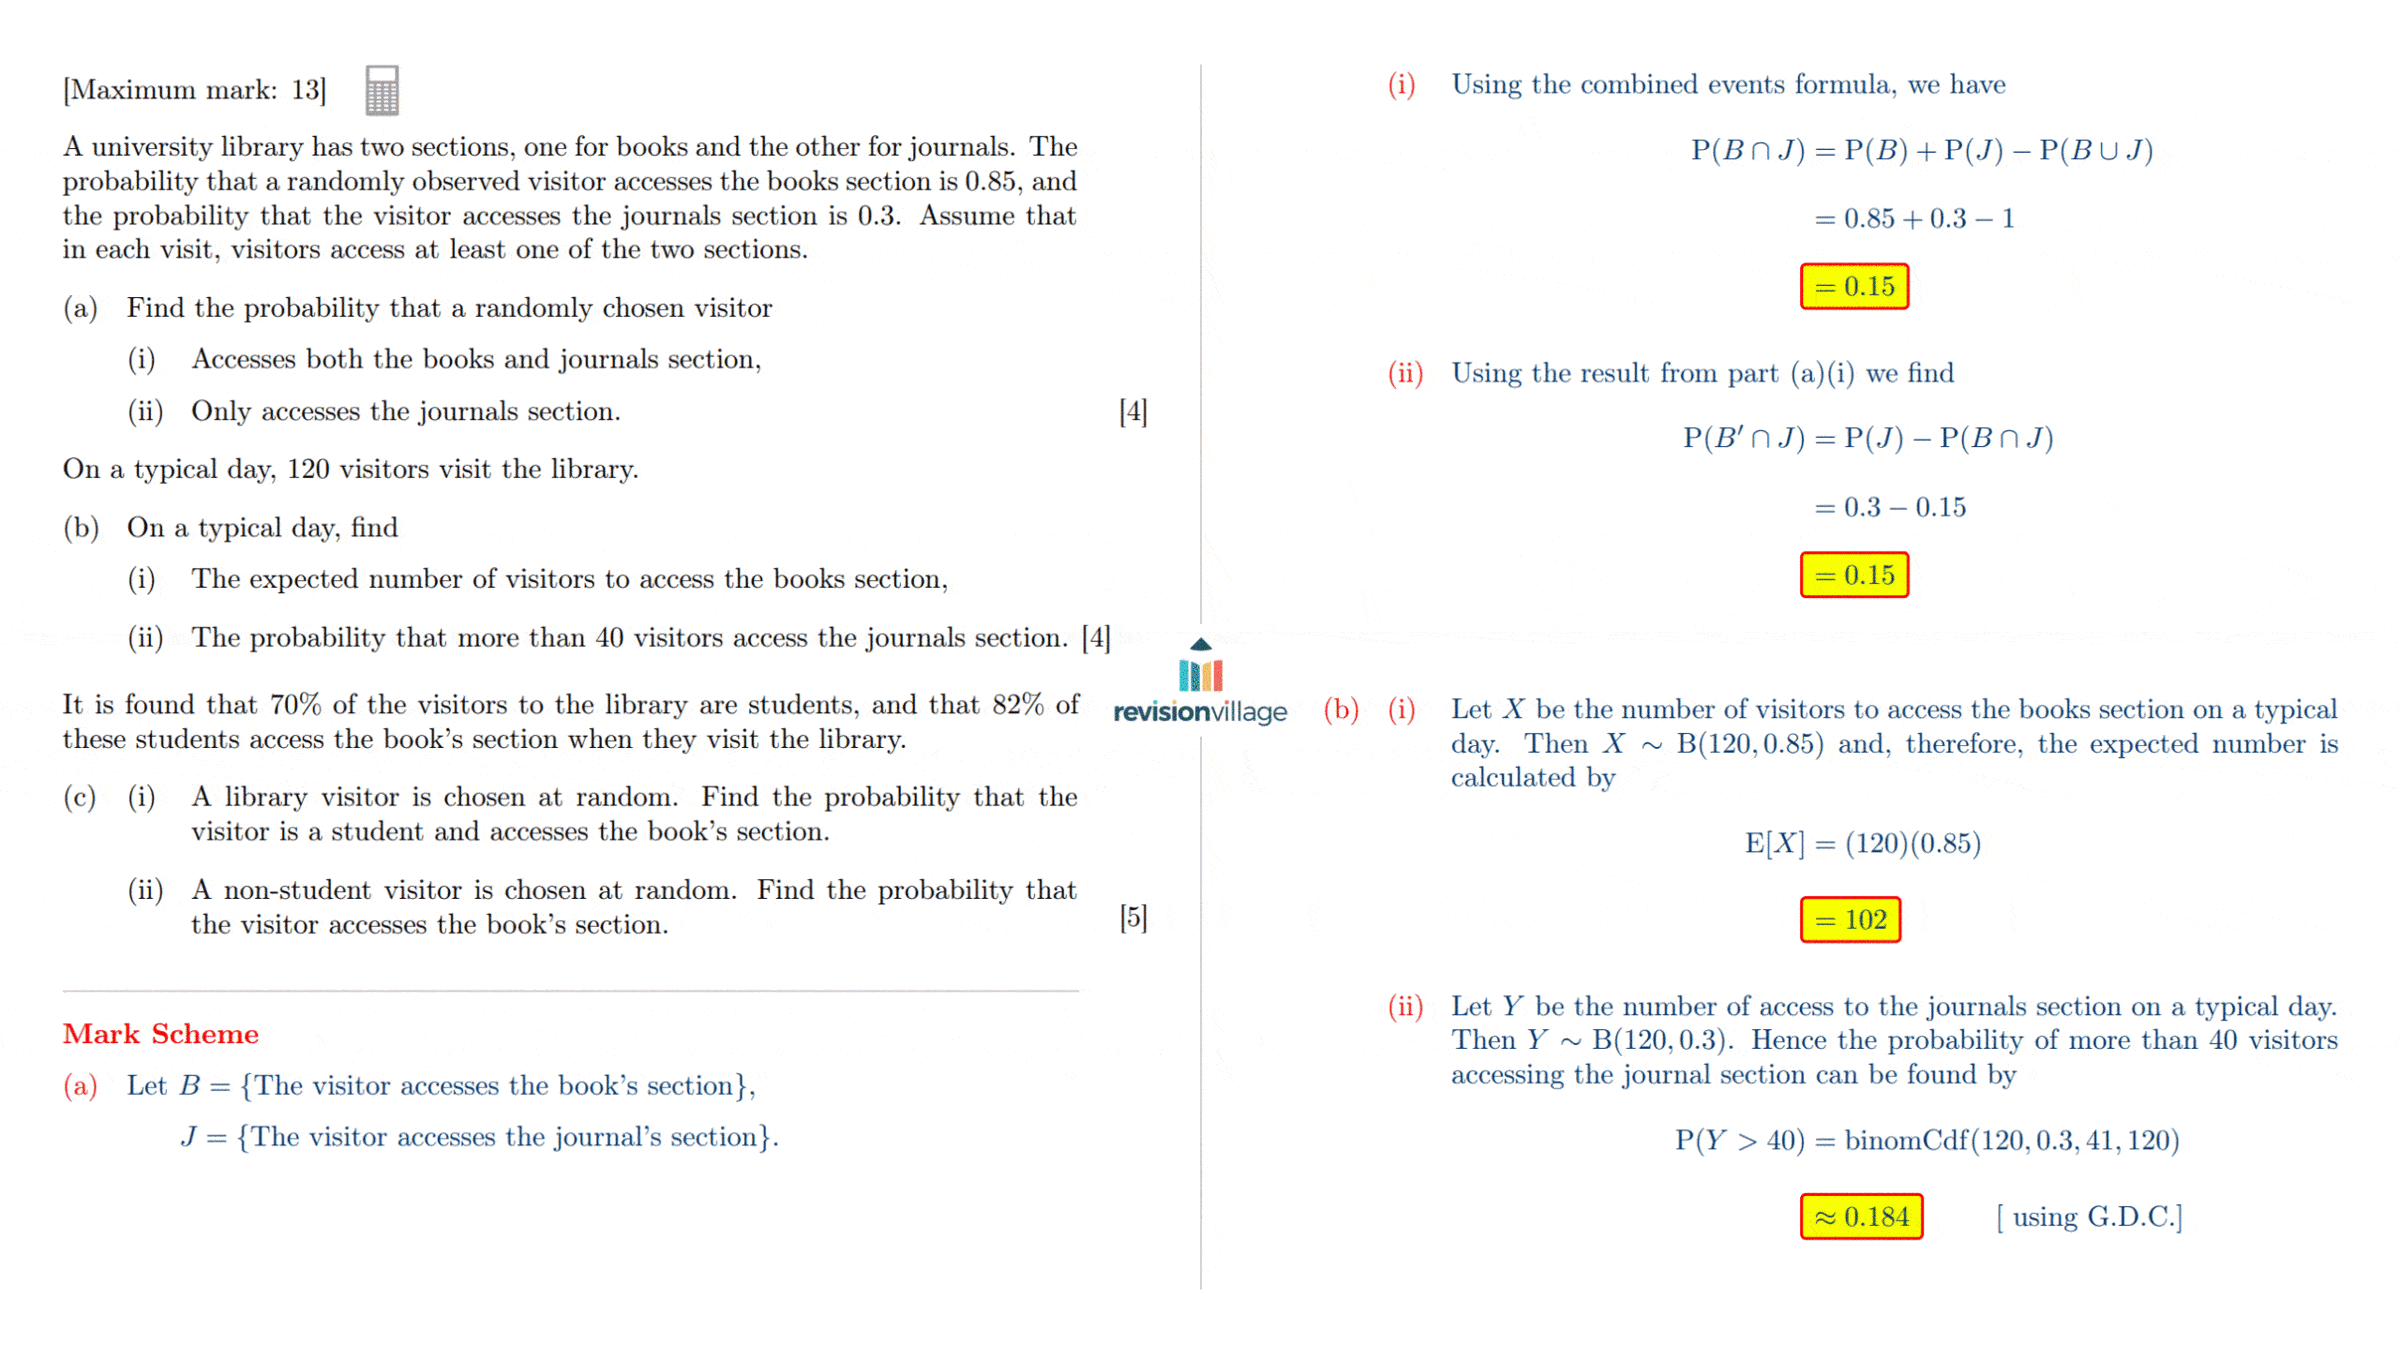 [Maximum mark: 13]
A university library has two sections, one for books and the other for journals. The
probability that a randomly observed visitor accesses the books section is 0.85, and
the probability that the visitor accesses the journals section is 0.3. Assume that
in each visit, visitors access at least one of the two sections.
(a) Find the probability that a randomly chosen visitor
(i) Accesses both the books and journals section,
(ii) Only accesses the journals section. [4]
On a typical day, 120 visitors visit the library.
(b) On a typical day, find
(i) The expected number of visitors to access the books section,
(ii) The probability that more than 40 visitors access the journals section. [4]
It is found that 70% of the visitors to the library are students, and that 82% of
these students access the book's section when they visit the library.
(c) (i) A library visitor is chosen at random. Find the probability that the
visitor is a student and accesses the book's section.
(ii) A non-student visitor is chosen at random. Find the probability that
the visitor accesses the book's section. [5]
Mark Scheme
(a) Let B = {The visitor accesses the book's section},
J = {The visitor accesses the journal's section}.
revisionvillage
(i) Using the combined events formula, we have
P(B ∩ J) = P(B) + P(J) − P(B ∪ J)
= 0.85 + 0.3 − 1
= 0.15
(ii) Using the result from part (a)(i) we find
P(B′ ∩ J) = P(J) − P(B ∩ J)
= 0.3 − 0.15
= 0.15
(b) (i) Let X be the number of visitors to access the books section on a typical
day. Then X ∼ B(120, 0.85) and, therefore, the expected number is
calculated by
E[X] = (120)(0.85)
= 102
(ii) Let Y be the number of access to the journals section on a typical day.
Then Y ∼ B(120, 0.3). Hence the probability of more than 40 visitors
accessing the journal section can be found by
P(Y > 40) = binomCdf(120, 0.3, 41, 120)
≈ 0.184 [ using G.D.C.]